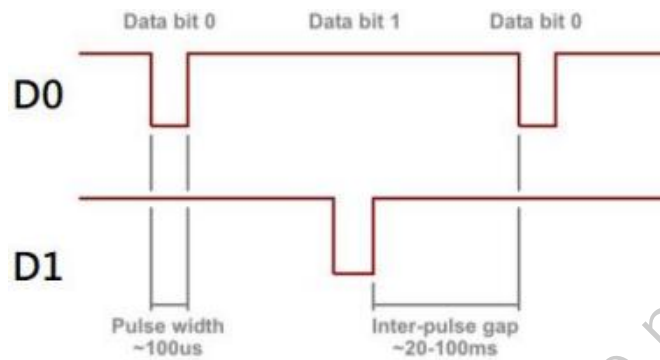 Data bit 0 Data bit 1 Data bit 0
D0
D1
Pulse width
~100us
Inter-pulse gap
~20-100ms